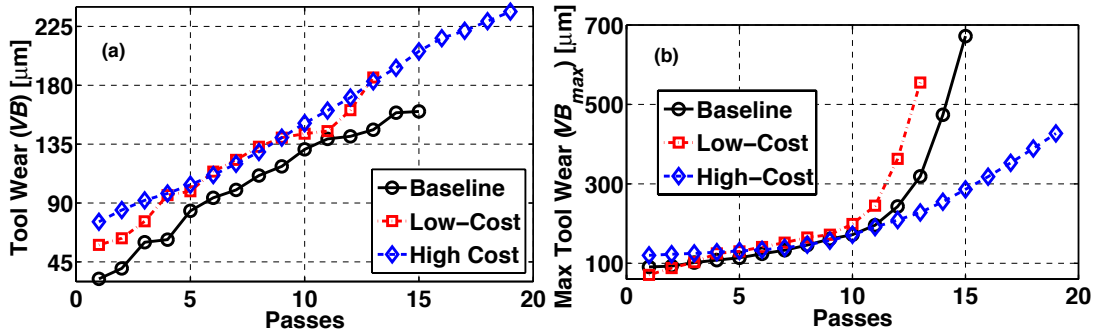 225
180
135
90
45
Tool Wear (VB) [μm]
(a)
Baseline
Low-Cost
High Cost
0 5 10 15 20
Passes
700
500
300
100
Max Tool Wear (VBmax) [μm]
(b)
Baseline
Low-Cost
High-Cost
0 5 10 15 20
Passes